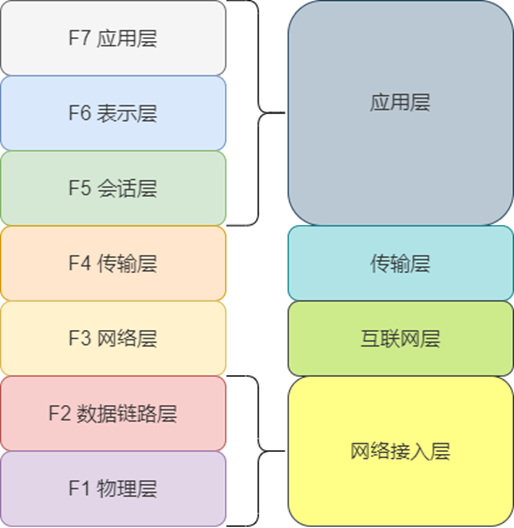 F7 应用层
F6 表示层
F5 会话层
F4 传输层
F3 网络层
F2 数据链路层
F1 物理层
应用层
传输层
互联网层
网络接入层